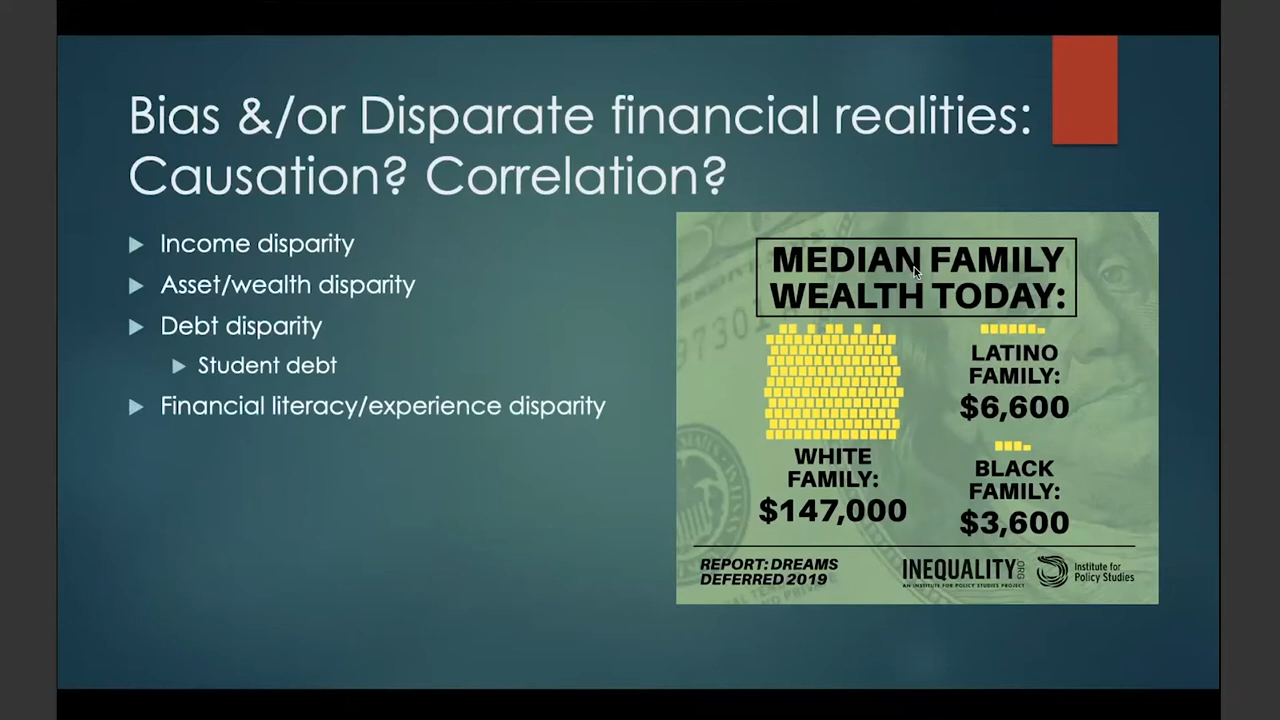 Bias &/or Disparate financial realities:
Causation? Correlation?
Income disparity
Asset/wealth disparity
Debt disparity
Student debt
Financial literacy/experience disparity
MEDIAN FAMILY
WEALTH TODAY:
WHITE
FAMILY:
$147,000
LATINO
FAMILY:
$6,600
BLACK
FAMILY:
$3,600
REPORT: DREAMS
DEFERRED 2019
INEQUALITY.ORG
AN INSTITUTE FOR POLICY STUDIES PROJECT
Institute for
Policy Studies